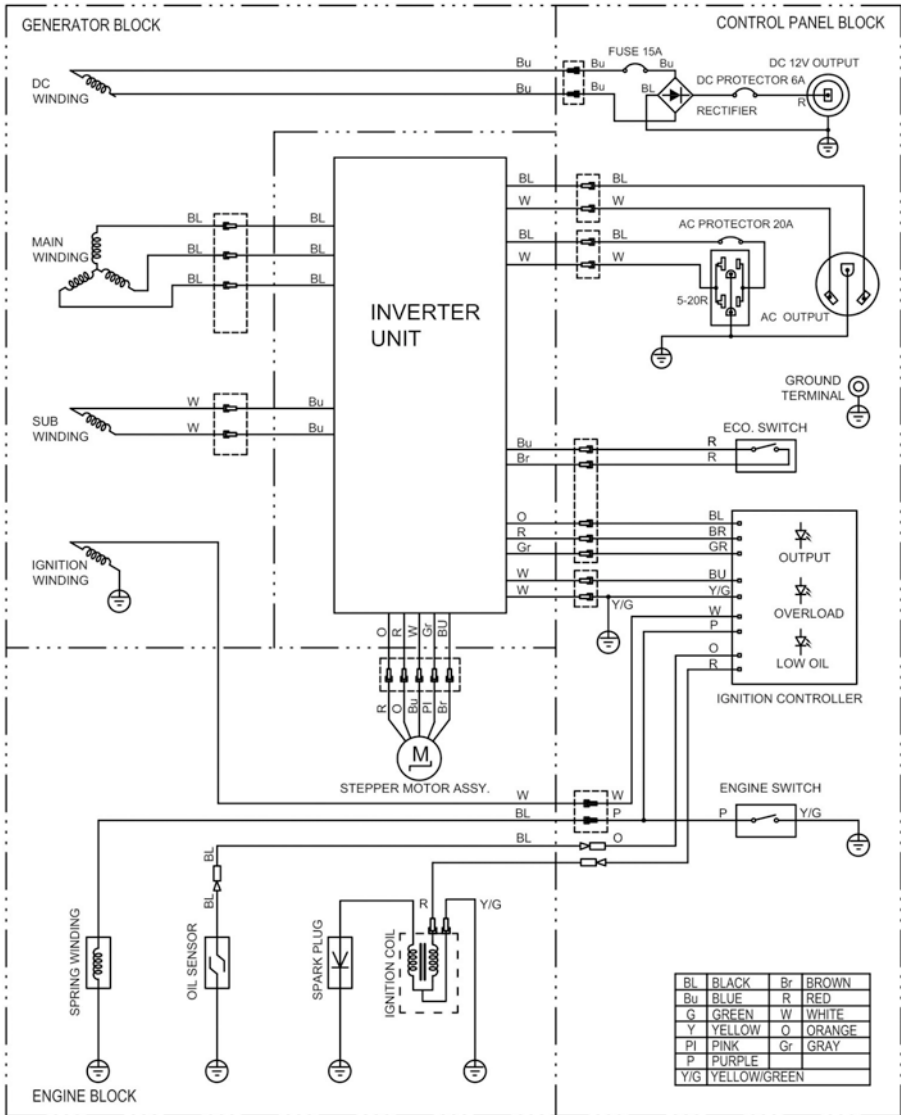 GENERATOR BLOCK
CONTROL PANEL BLOCK
DC
WINDING
Bu
Bu
Bu
Bu
FUSE 15A
Bu
BL
RECTIFIER
DC PROTECTOR 6A
DC 12V OUTPUT
R
MAIN
WINDING
BL
BL
BL
BL
BL
BL
INVERTER
UNIT
BL
BL
W
W
BL
BL
W
W
AC PROTECTOR 20A
5-20R
AC OUTPUT
GROUND
TERMINAL
SUB
WINDING
W
W
Bu
Bu
Bu
Br
R
R
ECO. SWITCH
IGNITION
WINDING
O
R
Gr
W
W
Y/G
BL
BR
GR
BU
Y/G
W
P
O
R
OUTPUT
OVERLOAD
LOW OIL
IGNITION CONTROLLER
O
R
W
Gr
BU
R
O
Bu
PI
Br
M
STEPPER MOTOR ASSY.
W
W
BL
P
P
Y/G
ENGINE SWITCH
BL
O
BL
BL
R
Y/G
SPRING WINDING
OIL SENSOR
SPARK PLUG
IGNITION COIL
ENGINE BLOCK
BL BLACK Br BROWN
Bu BLUE R RED
G GREEN W WHITE
Y YELLOW O ORANGE
PI PINK Gr GRAY
P PURPLE
Y/G YELLOW/GREEN